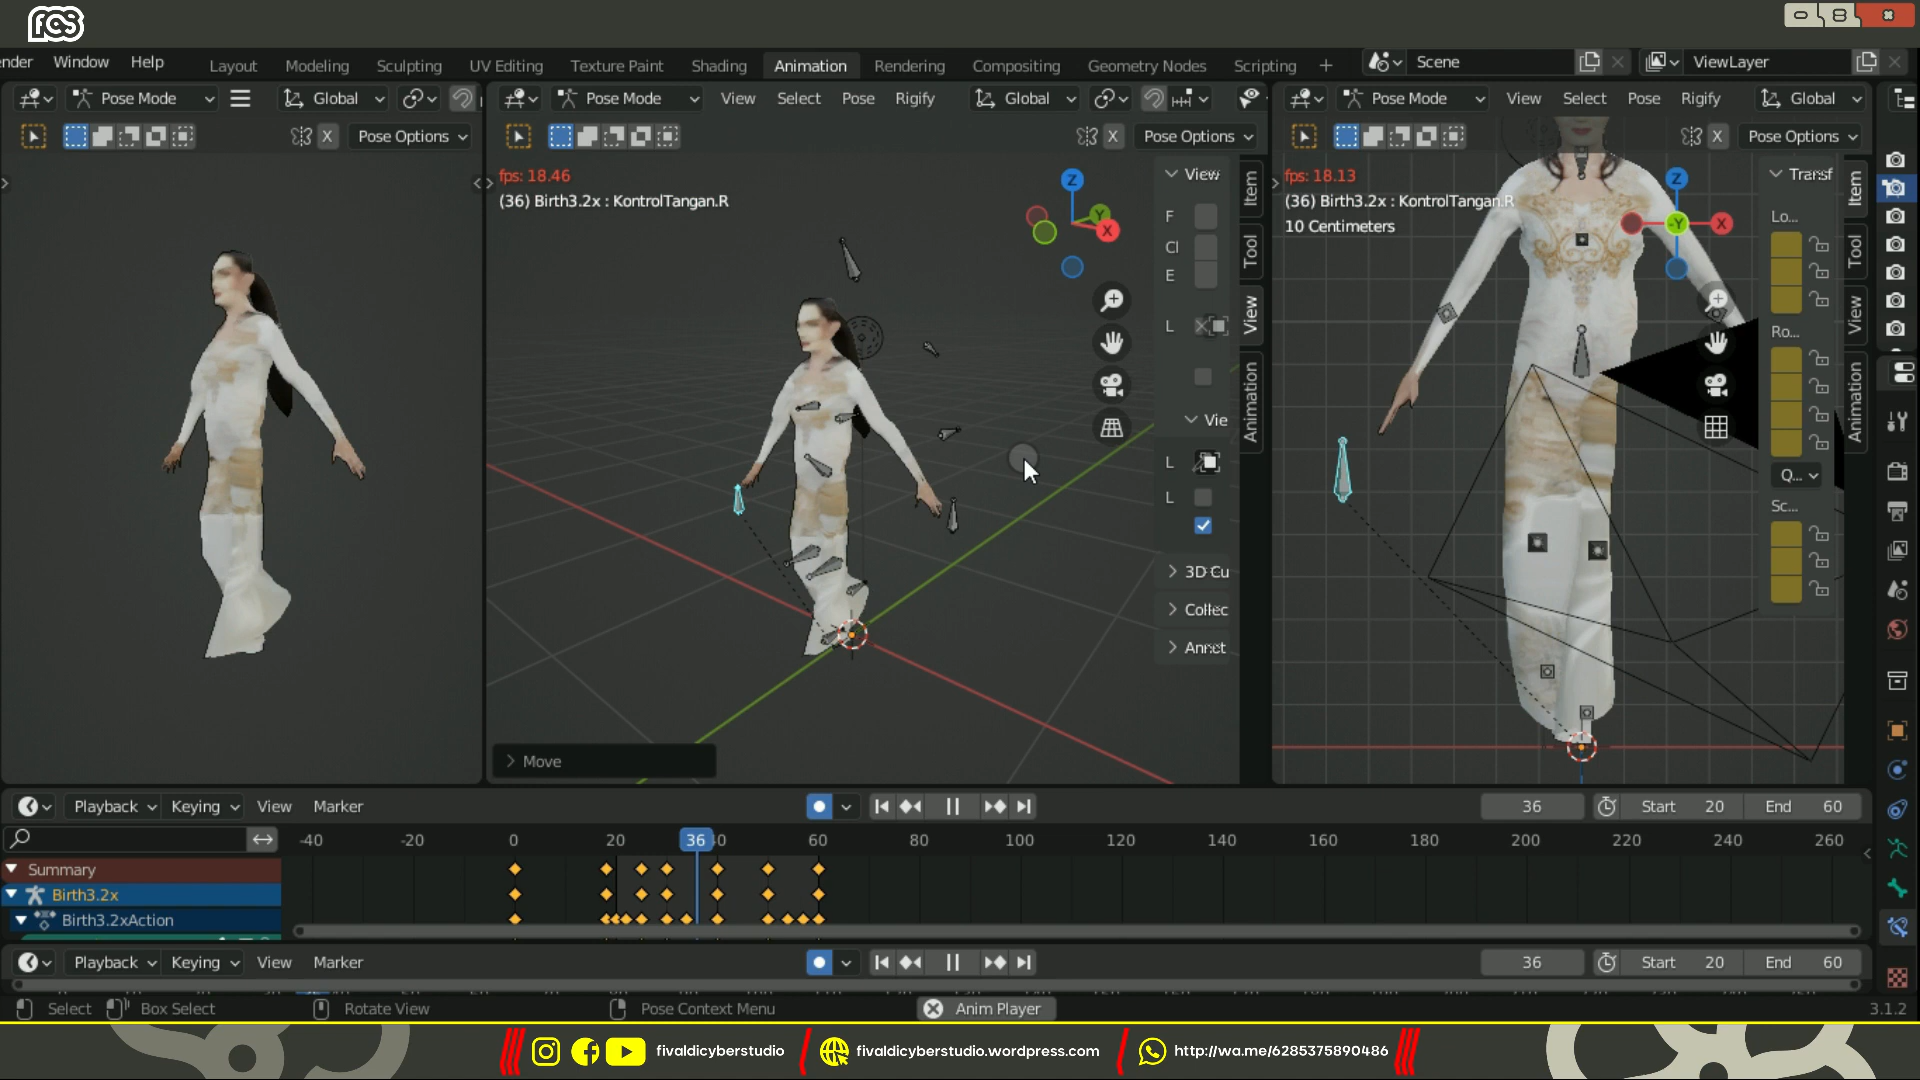 fcs
nder Window Help Layout Modeling Sculpting UV Editing Texture Paint Shading Animation Rendering Compositing Geometry Nodes Scripting + Scene ViewLayer
Pose Mode Global Pose Mode View Select Pose Rigify Global Pose Mode View Select Pose Rigify Global
X Pose Options X Pose Options X Pose Options
fps: 18.46
(36) Birth3.2x : KontrolTangan.R
Z
Y
X
View
F
Cl
E
L
Vie
L
L
3D Cu
Collec
Item
Tool
View
Animation
fps: 18.13
(36) Birth3.2x : KontrolTangan.R
10 Centimeters
Z
-Y
X
Transf
Lo...
Ro...
Q...
Sc...
Item
Tool
View
Animation
Move
Playback Keying View Marker 36 Start 20 End 60
-40 -20 0 20 36 60 80 100 120 140 160 180 200 220 240 260
Summary
Birth3.2x
Birth3.2xAction
Playback Keying View Marker 36 Start 20 End 60
Select Box Select Rotate View Pose Context Menu Anim Player 3.1.2
fivaldicyberstudio fivaldicyberstudio.wordpress.com http://wa.me/6285375890486